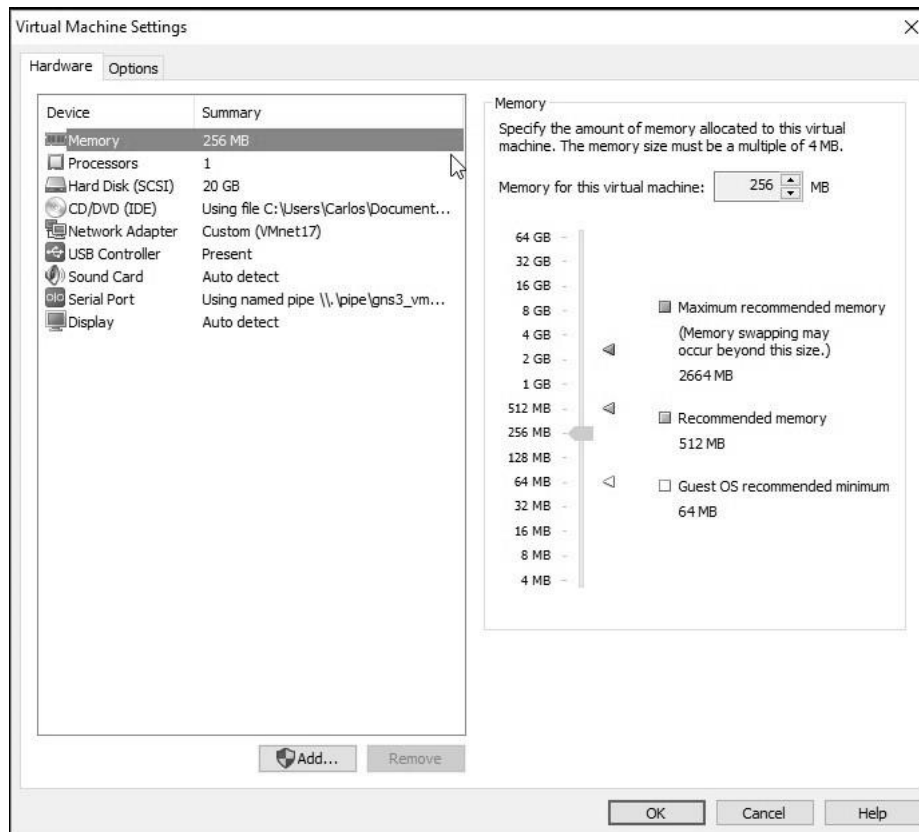 Virtual Machine Settings
Hardware Options
Device Summary
Memory 256 MB
Processors 1
Hard Disk (SCSI) 20 GB
CD/DVD (IDE) Using file C:\Users\Carlos\Document...
Network Adapter Custom (VMnet17)
USB Controller Present
Sound Card Auto detect
Serial Port Using named pipe \\.\pipe\gns3_vm...
Display Auto detect
Add... Remove
Memory
Specify the amount of memory allocated to this virtual
machine. The memory size must be a multiple of 4 MB.
Memory for this virtual machine: 256 MB
64 GB
32 GB
16 GB
8 GB
4 GB
2 GB
1 GB
512 MB
256 MB
128 MB
64 MB
32 MB
16 MB
8 MB
4 MB
Maximum recommended memory
(Memory swapping may
occur beyond this size.)
2664 MB
Recommended memory
512 MB
Guest OS recommended minimum
64 MB
OK Cancel Help